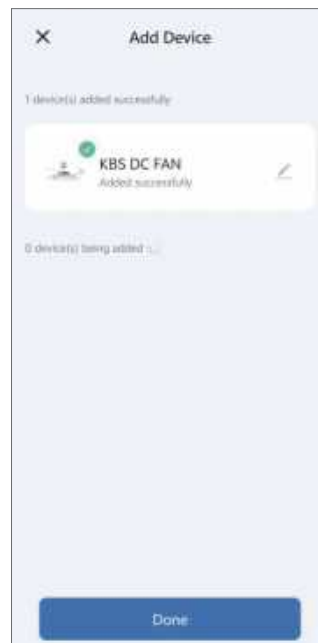 Add Device
1 device(s) added successfully
KBS DC FAN
Added successfully
0 device(s) being added ...
Done